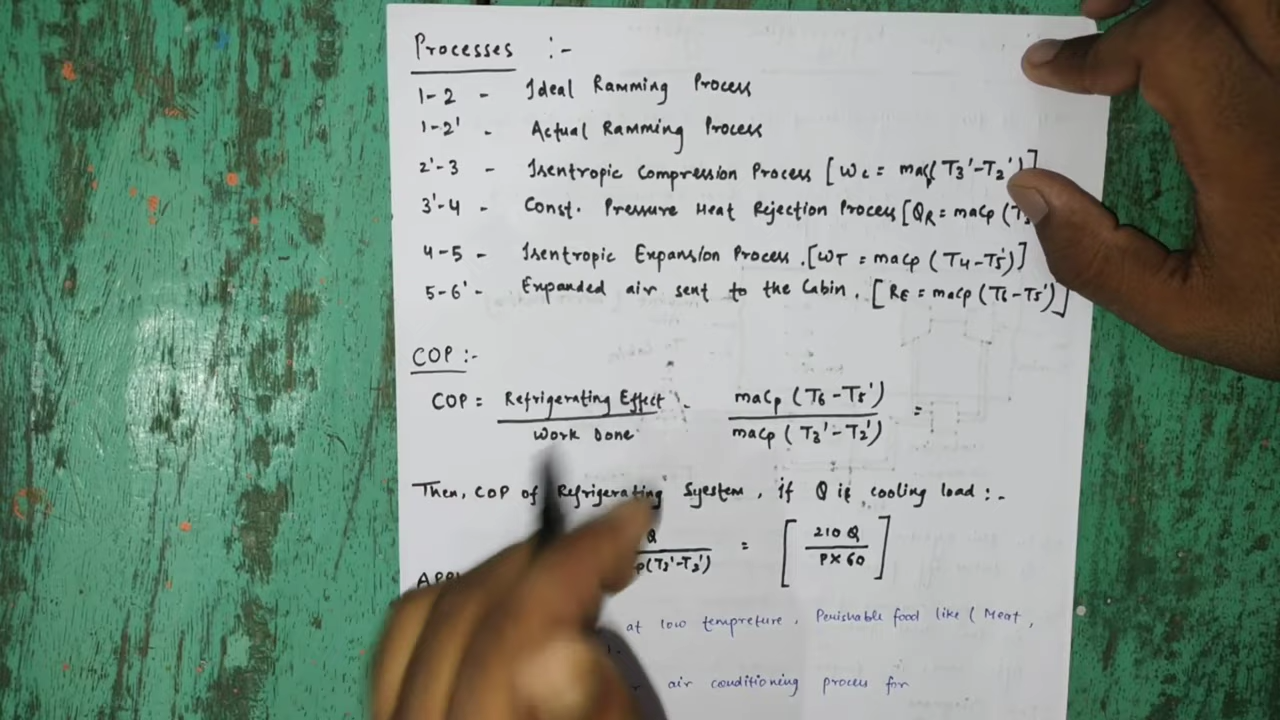 Processes :-
1-2 - Ideal Ramming Process
1-2' - Actual Ramming Process
2'-3 - Isentropic Compression Process [Wc = macp( T3'-T2')]
3'-4 - Const. Pressure Heat Rejection Process [QR = macp (
4-5 - Isentropic Expansion Process. [WT = macp ( T4-T5')]
5-6' - Expanded air sent to the Cabin. [RE = macp (T6-T5')]
COP :-
COP = Refrigerating Effect / Work Done = macp (T6-T5') / macp ( T3'-T2') =
Then, COP of Refrigerating Syestem, if Q is cooling load :-
Q / p(T3'-T2') = [210 Q / P×60]
at low tempreture. Perishable food like ( Meat,
air conditioning process for